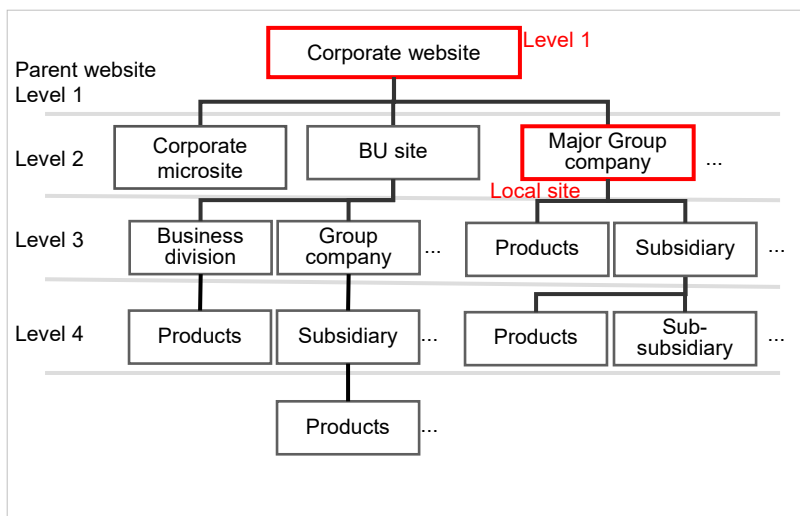 Corporate website
Level 1
Parent website
Level 1
Level 2
Corporate
microsite
BU site
Major Group
company
...
Local site
Level 3
Business
division
Group
company
...
Products
Subsidiary
...
Level 4
Products
Subsidiary
...
Products
Sub-
subsidiary
...
Products
...